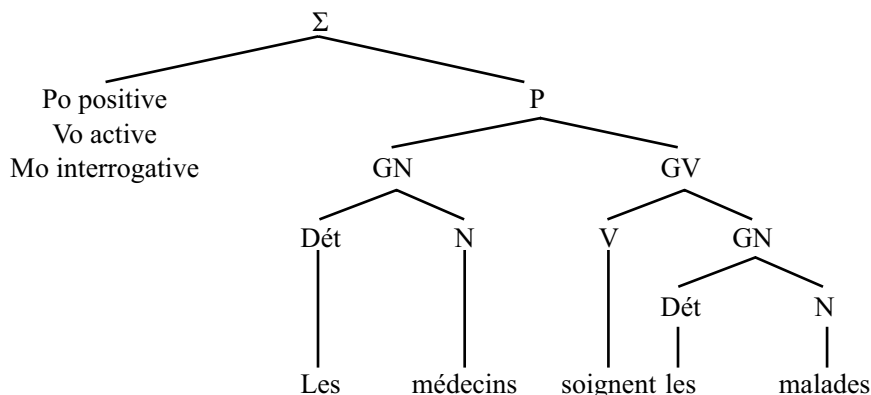 Σ
Po positive
P
Vo active
Mo interrogative
GN GV
Dét N V GN
Dét N
Les médecins soignent les malades